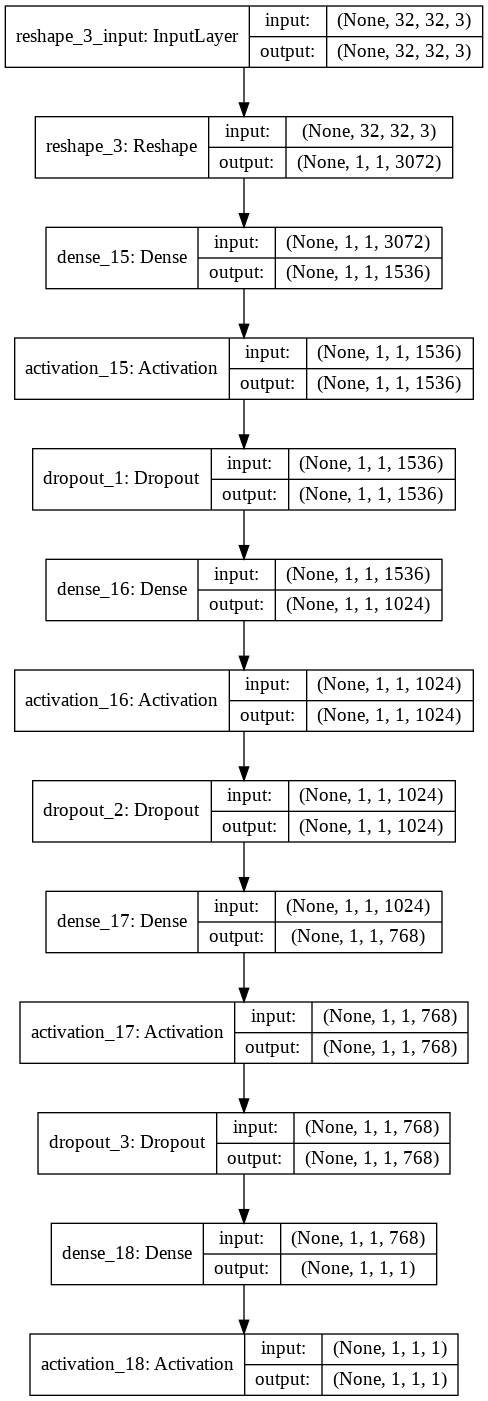 reshape_3_input: InputLayer
input: (None, 32, 32, 3)
output: (None, 32, 32, 3)
reshape_3: Reshape
input: (None, 32, 32, 3)
output: (None, 1, 1, 3072)
dense_15: Dense
input: (None, 1, 1, 3072)
output: (None, 1, 1, 1536)
activation_15: Activation
input: (None, 1, 1, 1536)
output: (None, 1, 1, 1536)
dropout_1: Dropout
input: (None, 1, 1, 1536)
output: (None, 1, 1, 1536)
dense_16: Dense
input: (None, 1, 1, 1536)
output: (None, 1, 1, 1024)
activation_16: Activation
input: (None, 1, 1, 1024)
output: (None, 1, 1, 1024)
dropout_2: Dropout
input: (None, 1, 1, 1024)
output: (None, 1, 1, 1024)
dense_17: Dense
input: (None, 1, 1, 1024)
output: (None, 1, 1, 768)
activation_17: Activation
input: (None, 1, 1, 768)
output: (None, 1, 1, 768)
dropout_3: Dropout
input: (None, 1, 1, 768)
output: (None, 1, 1, 768)
dense_18: Dense
input: (None, 1, 1, 768)
output: (None, 1, 1, 1)
activation_18: Activation
input: (None, 1, 1, 1)
output: (None, 1, 1, 1)